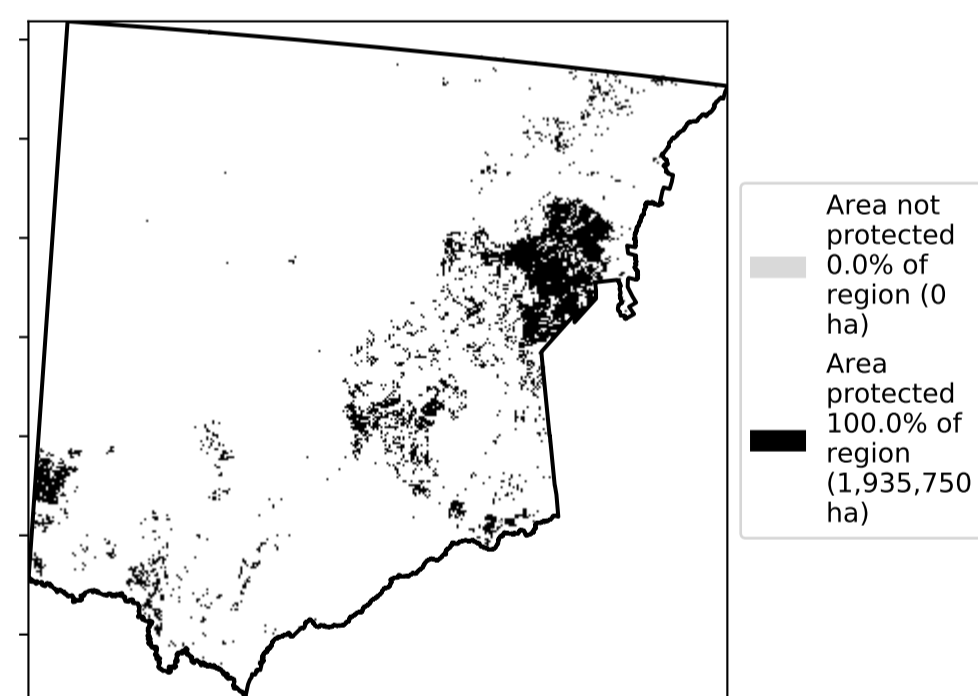 Area not
protected
0.0% of
region (0
ha)
Area
protected
100.0% of
region
(1,935,750
ha)